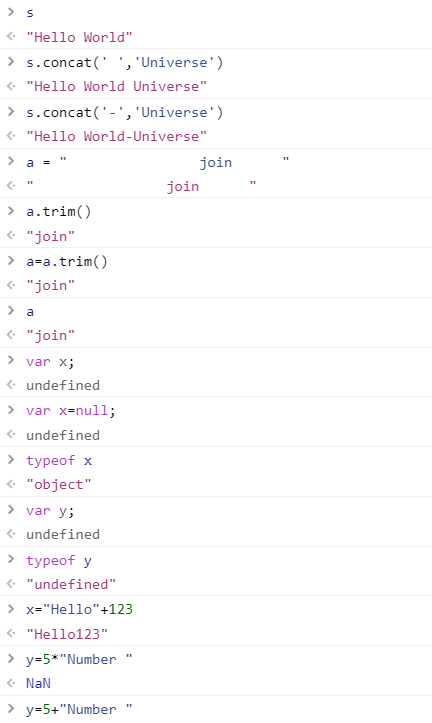 s
"Hello World"
s.concat(' ','Universe')
"Hello World Universe"
s.concat('-','Universe')
"Hello World-Universe"
a = "                join      "
"                join      "
a.trim()
"join"
a=a.trim()
"join"
a
"join"
var x;
undefined
var x=null;
undefined
typeof x
"object"
var y;
undefined
typeof y
"undefined"
x="Hello"+123
"Hello123"
y=5*"Number "
NaN
y=5+"Number "